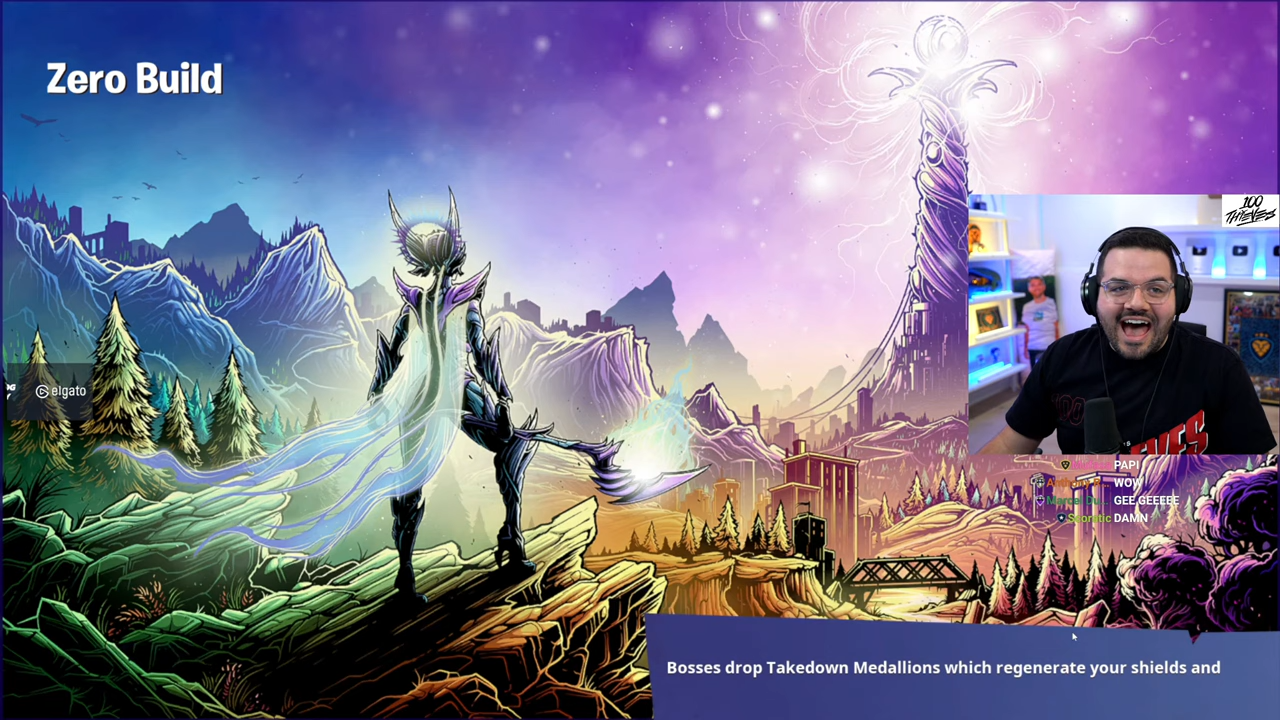 Zero Build
100
THIEVES
elgato
PAPI
WOW
GEE GEEEEE
DAMN
Bosses drop Takedown Medallions which regenerate your shields and